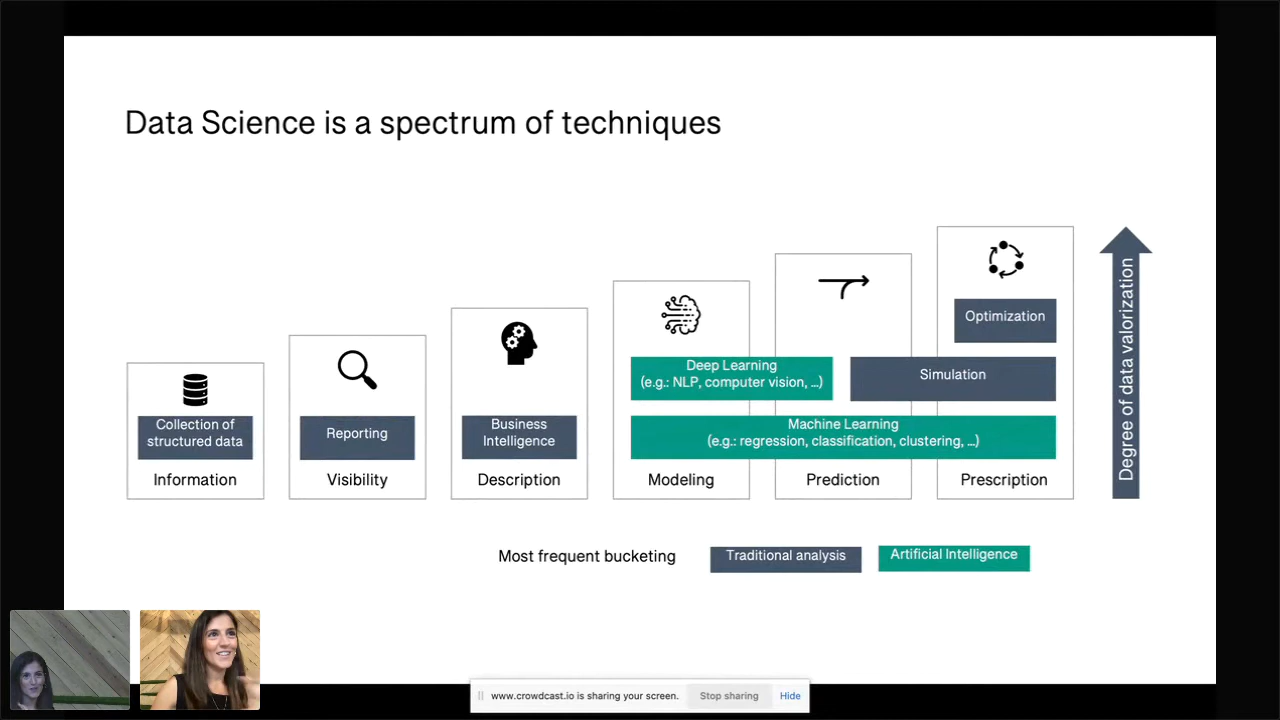 Data Science is a spectrum of techniques
Collection of
structured data
Information
Reporting
Visibility
Business
Intelligence
Description
Deep Learning
(e.g.: NLP, computer vision, ...)
Machine Learning
(e.g.: regression, classification, clustering, ...)
Modeling
Simulation
Prediction
Optimization
Prescription
Degree of data valorization
Most frequent bucketing
Traditional analysis
Artificial Intelligence
www.crowdcast.io is sharing your screen.
Stop sharing
Hide